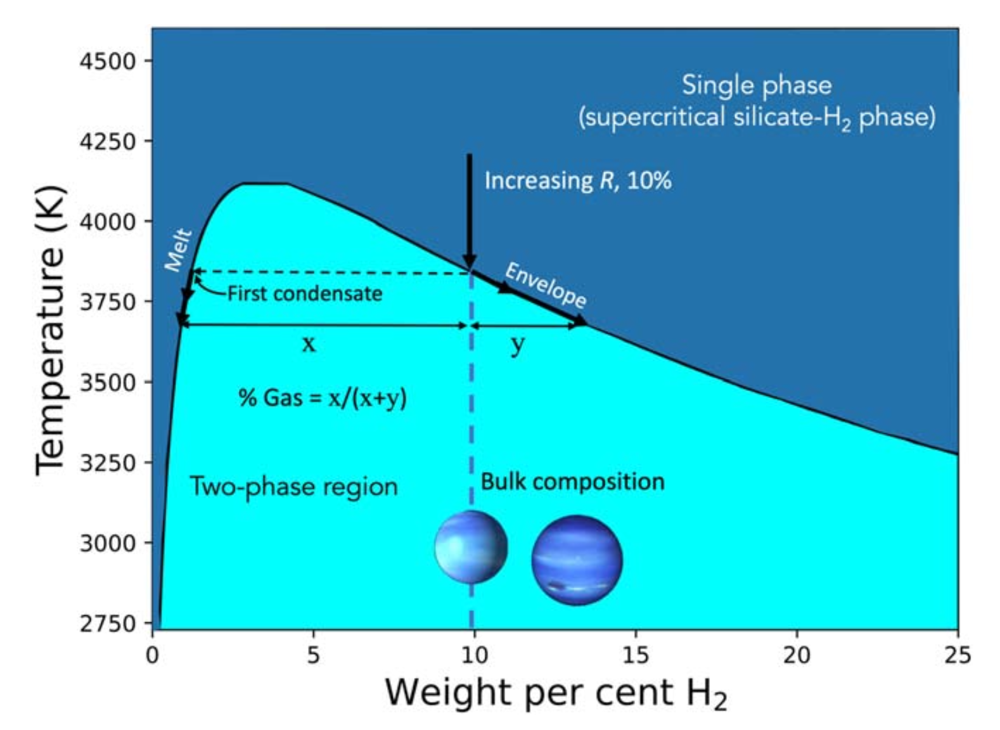 4500
4250
4000
3750
3500
3250
3000
2750
Temperature (K)
Single phase
(supercritical silicate-H₂ phase)
Increasing R, 10%
Melt
Envelope
First condensate
x
y
% Gas = x/(x+y)
Two-phase region
Bulk composition
0
5
10
15
20
25
Weight per cent H₂